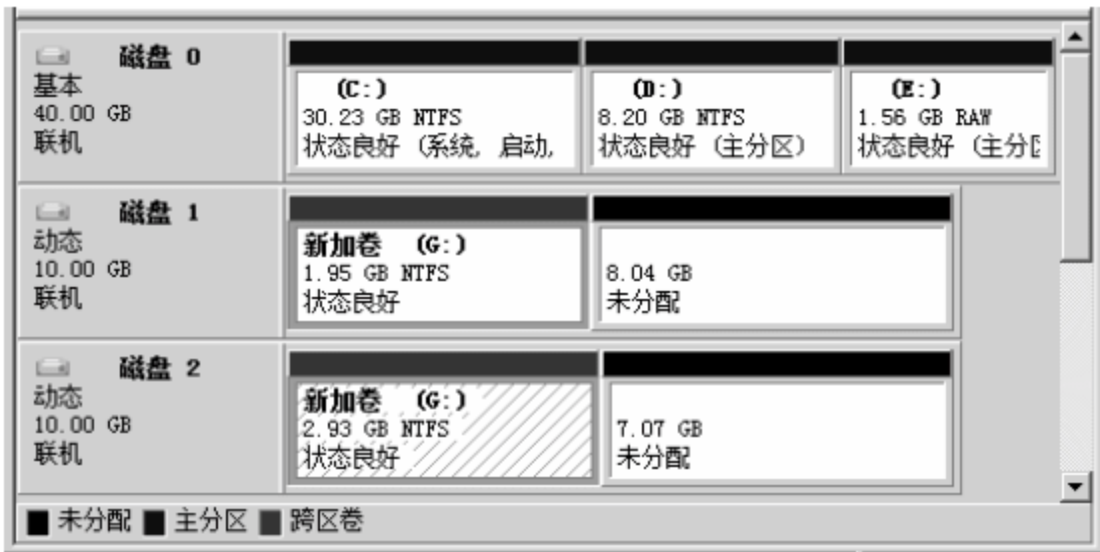 磁盘 0
基本
40.00 GB
联机
(C:)
30.23 GB NTFS
状态良好 (系统, 启动,
(D:)
8.20 GB NTFS
状态良好 (主分区)
(E:)
1.56 GB RAW
状态良好 (主分区
磁盘 1
动态
10.00 GB
联机
新加卷 (G:)
1.95 GB NTFS
状态良好
8.04 GB
未分配
磁盘 2
动态
10.00 GB
联机
新加卷 (G:)
2.93 GB NTFS
状态良好
7.07 GB
未分配
未分配 主分区 跨区卷